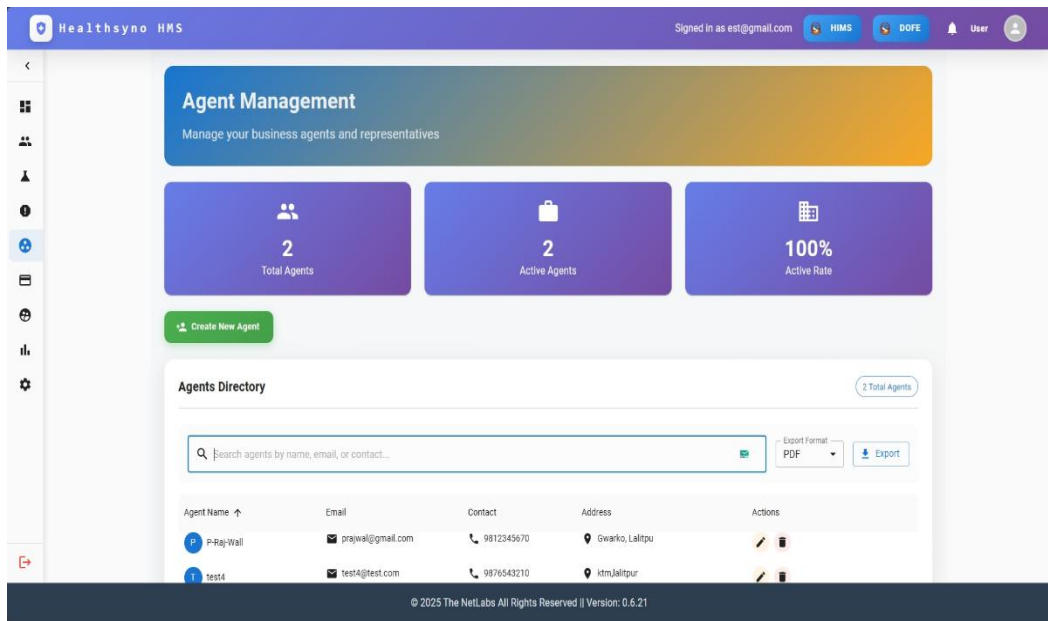 Healthsyno HMS
Signed in as est@gmail.com
HIMS
DOFE
User
Agent Management
Manage your business agents and representatives
2
Total Agents
2
Active Agents
100%
Active Rate
Create New Agent
Agents Directory
2 Total Agents
Search agents by name, email, or contact...
Export Format
PDF
Export
Agent Name Email Contact Address Actions
P P-Raj-Wall prajwal@gmail.com 9812345670 Gwarko, Lalitpu
T test4 test4@test.com 9876543210 ktm,lalitpur
© 2025 The NetLabs All Rights Reserved || Version: 0.6.21